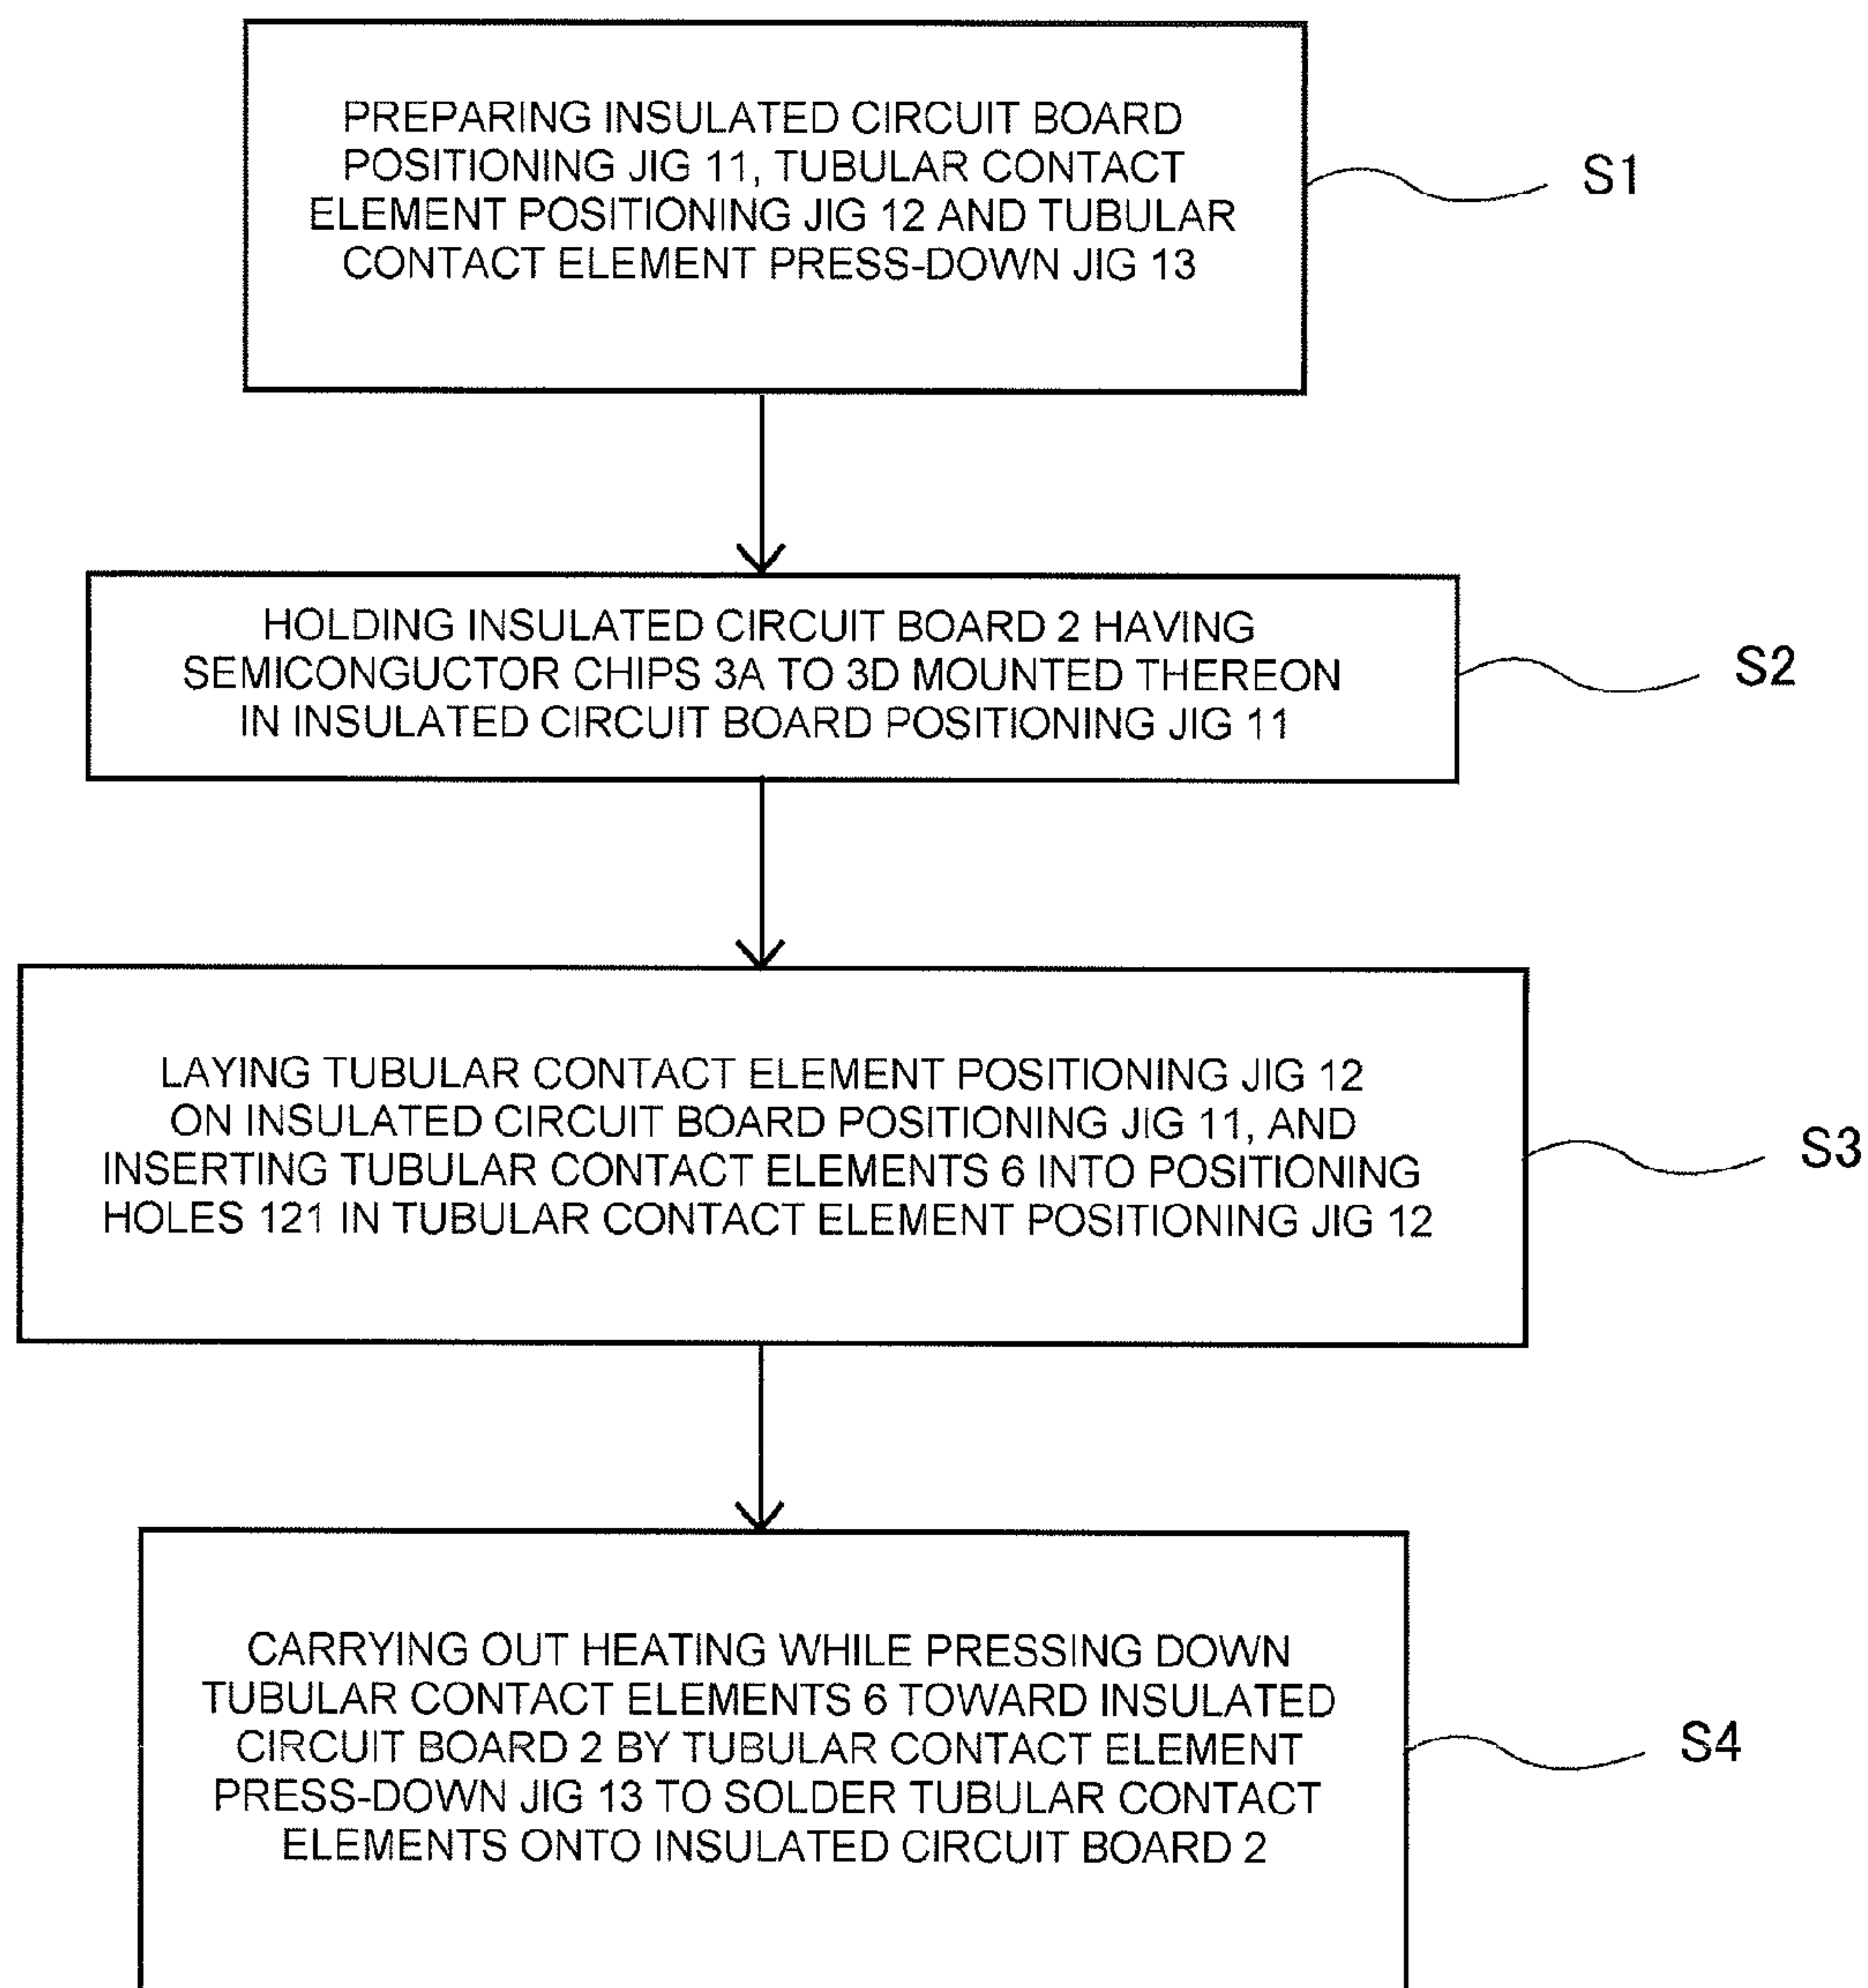 PREPARING INSULATED CIRCUIT BOARD
POSITIONING JIG 11, TUBULAR CONTACT
ELEMENT POSITIONING JIG 12 AND TUBULAR
CONTACT ELEMENT PRESS-DOWN JIG 13
S1
HOLDING INSULATED CIRCUIT BOARD 2 HAVING
SEMICONGUCTOR CHIPS 3A TO 3D MOUNTED THEREON
IN INSULATED CIRCUIT BOARD POSITIONING JIG 11
S2
LAYING TUBULAR CONTACT ELEMENT POSITIONING JIG 12
ON INSULATED CIRCUIT BOARD POSITIONING JIG 11, AND
INSERTING TUBULAR CONTACT ELEMENTS 6 INTO POSITIONING
HOLES 121 IN TUBULAR CONTACT ELEMENT POSITIONING JIG 12
S3
CARRYING OUT HEATING WHILE PRESSING DOWN
TUBULAR CONTACT ELEMENTS 6 TOWARD INSULATED
CIRCUIT BOARD 2 BY TUBULAR CONTACT ELEMENT
PRESS-DOWN JIG 13 TO SOLDER TUBULAR CONTACT
ELEMENTS ONTO INSULATED CIRCUIT BOARD 2
S4